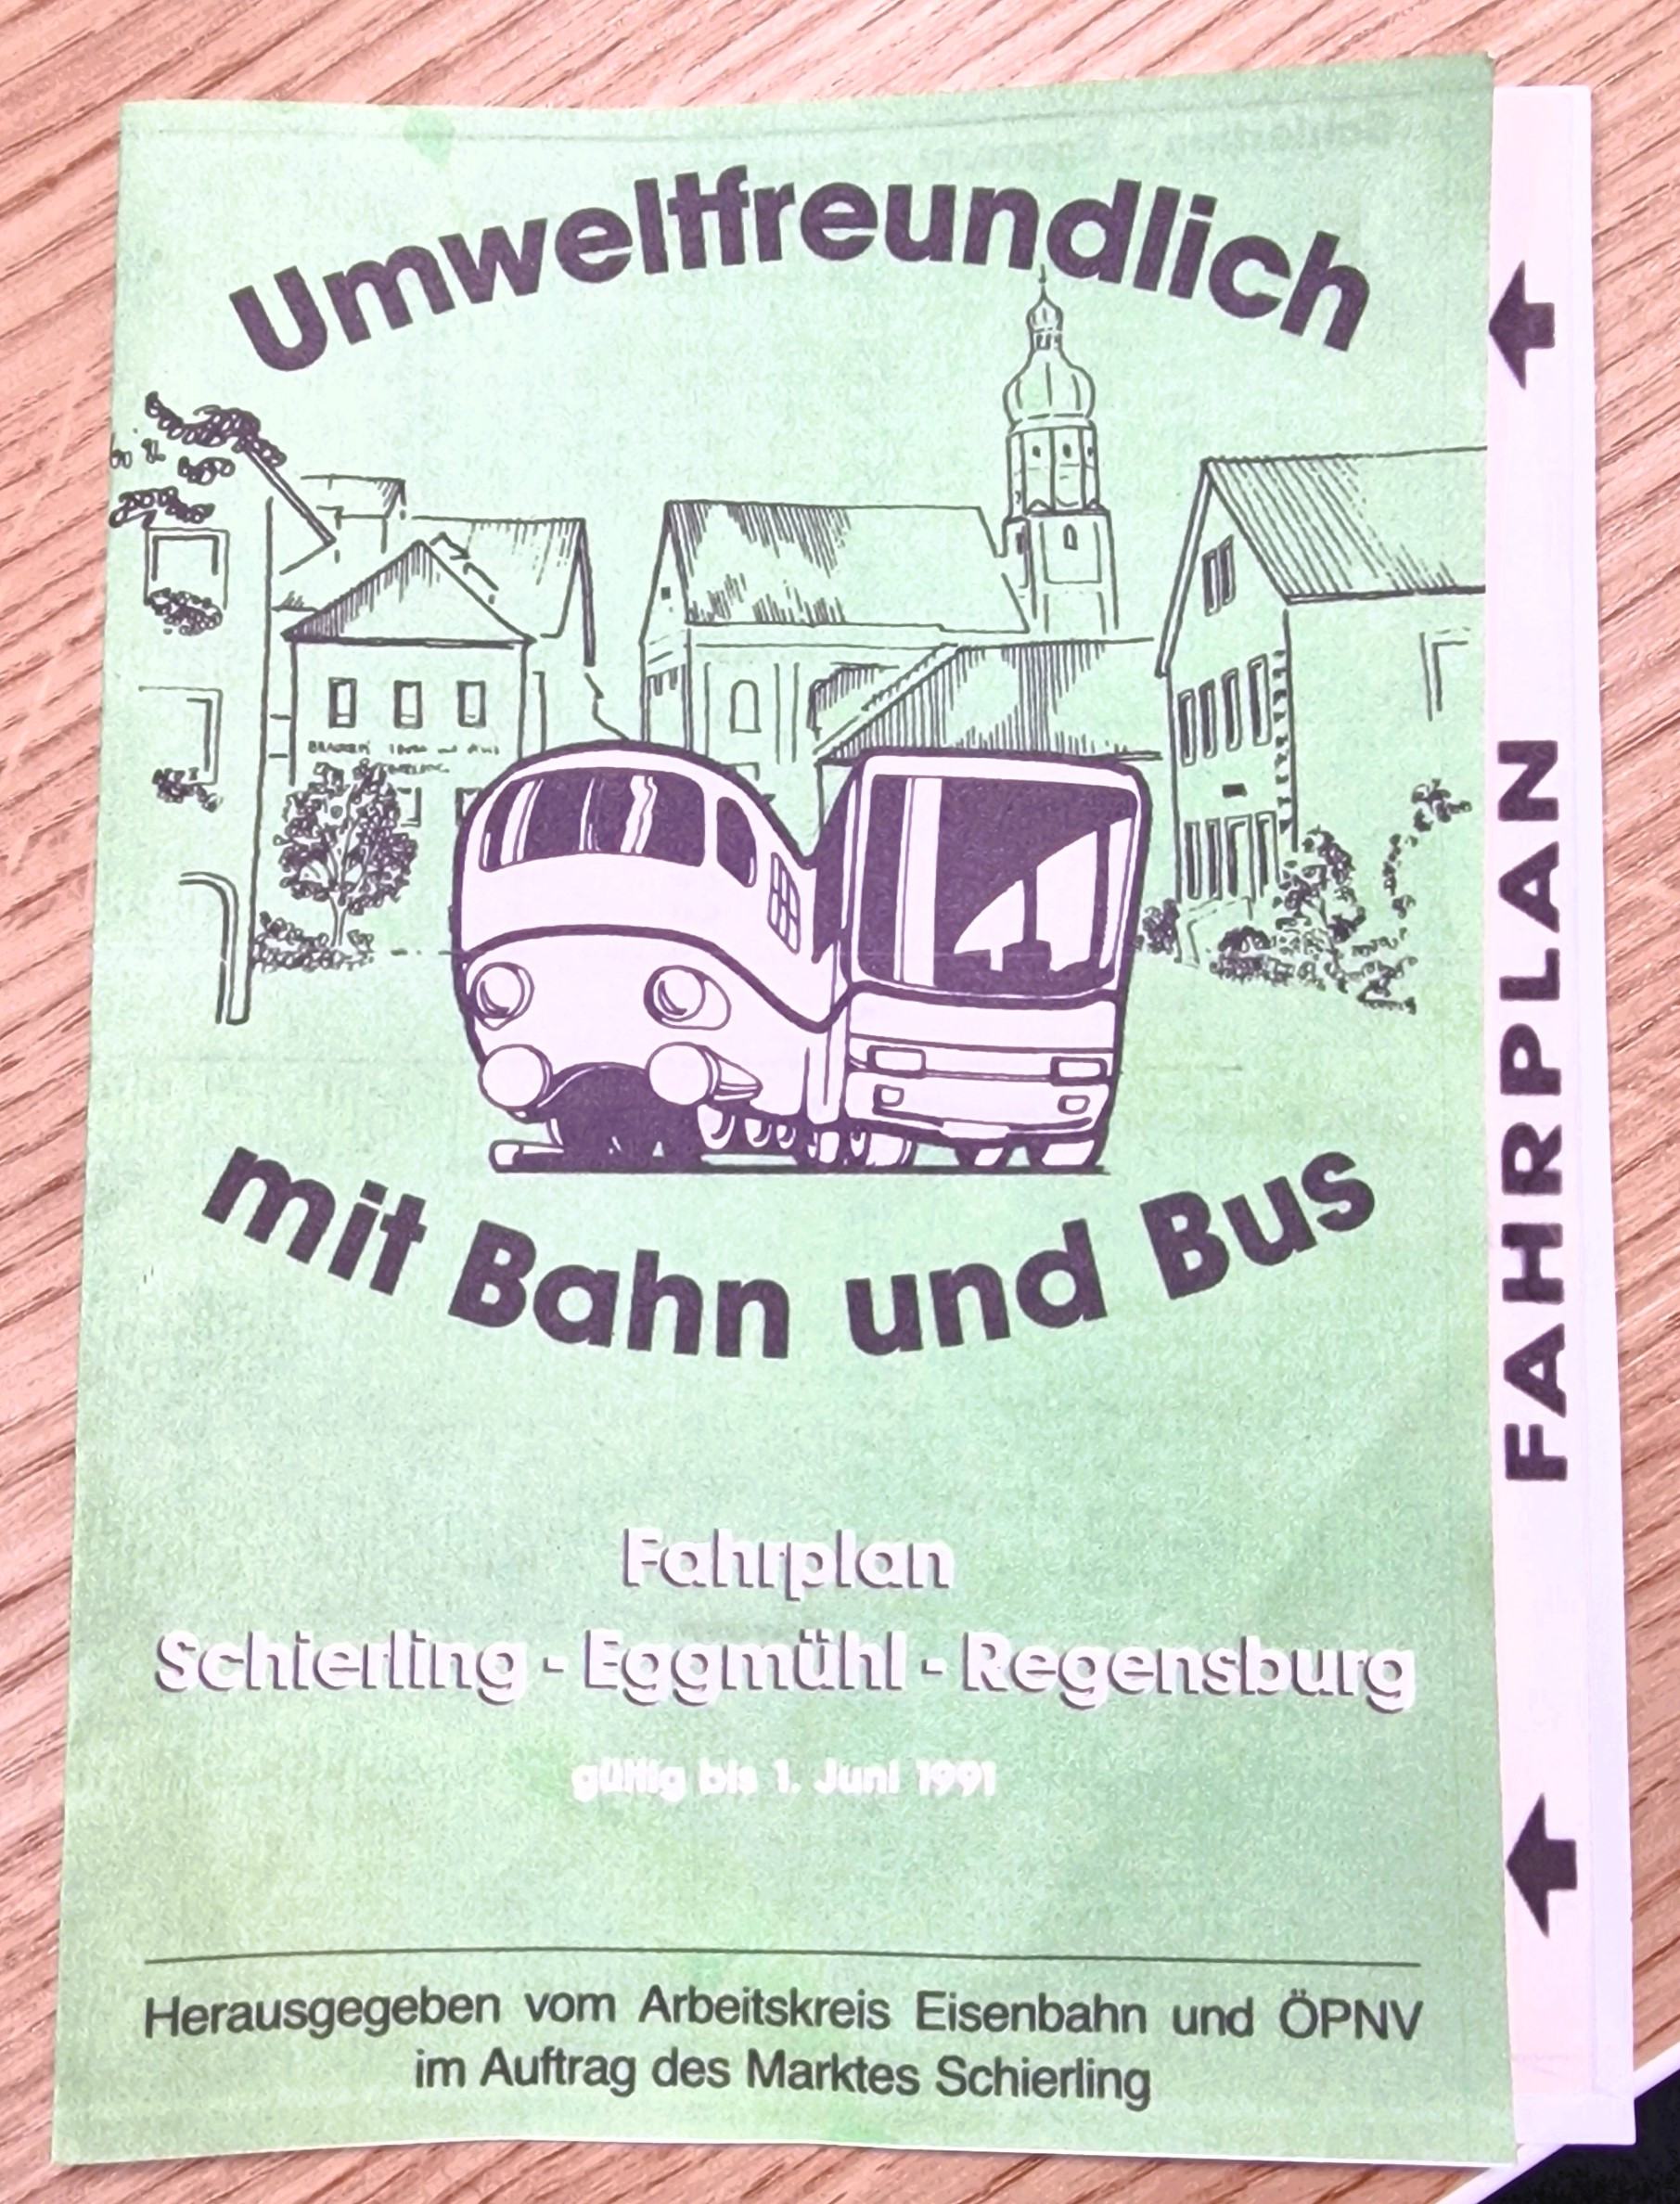 Umweltfreundlich
mit Bahn und Bus
Fahrplan
Schierling - Eggmühl - Regensburg
gültig bis 1. Juni 1991
Herausgegeben vom Arbeitskreis Eisenbahn und ÖPNV
im Auftrag des Marktes Schierling
FAHRPLAN